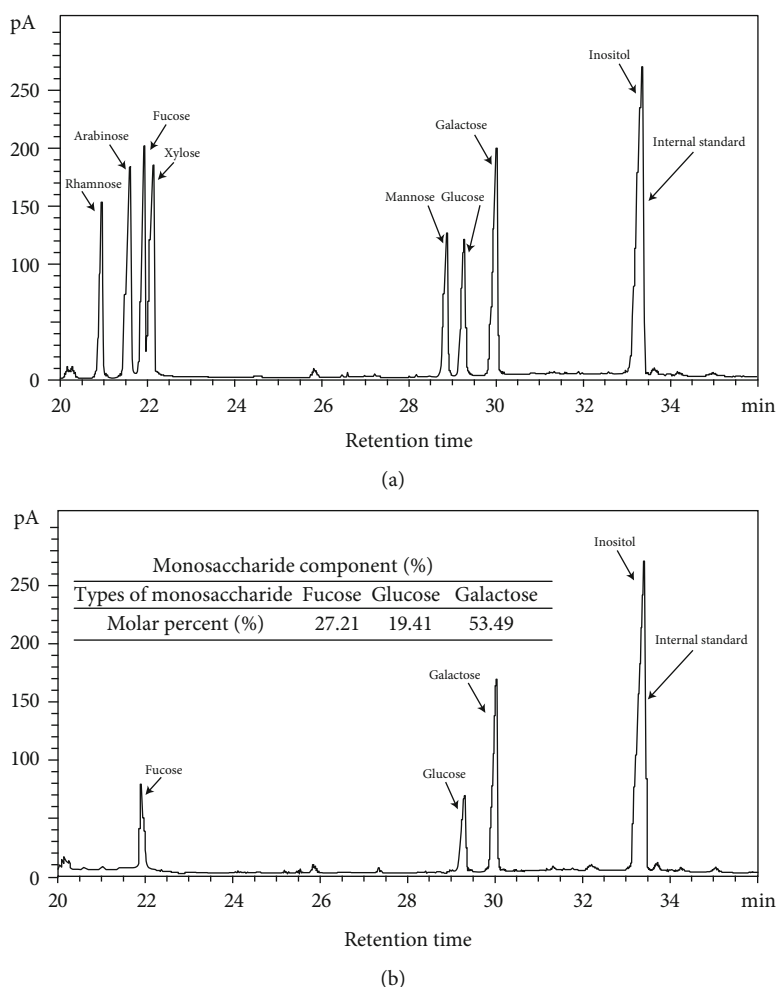 pA
250
200
150
100
0
Rhamnose
Arabinose
Fucose
Xylose
Mannose
Glucose
Galactose
Inositol
Internal standard
20 22 24 26 28 30 32 34 min
Retention time
(a)
pA
250
200
150
100
0
Monosaccharide component (%)
Types of monosaccharide Fucose Glucose Galactose
Molar percent (%) 27.21 19.41 53.49
Fucose
Glucose
Galactose
Inositol
Internal standard
20 22 24 26 28 30 32 34 min
Retention time
(b)